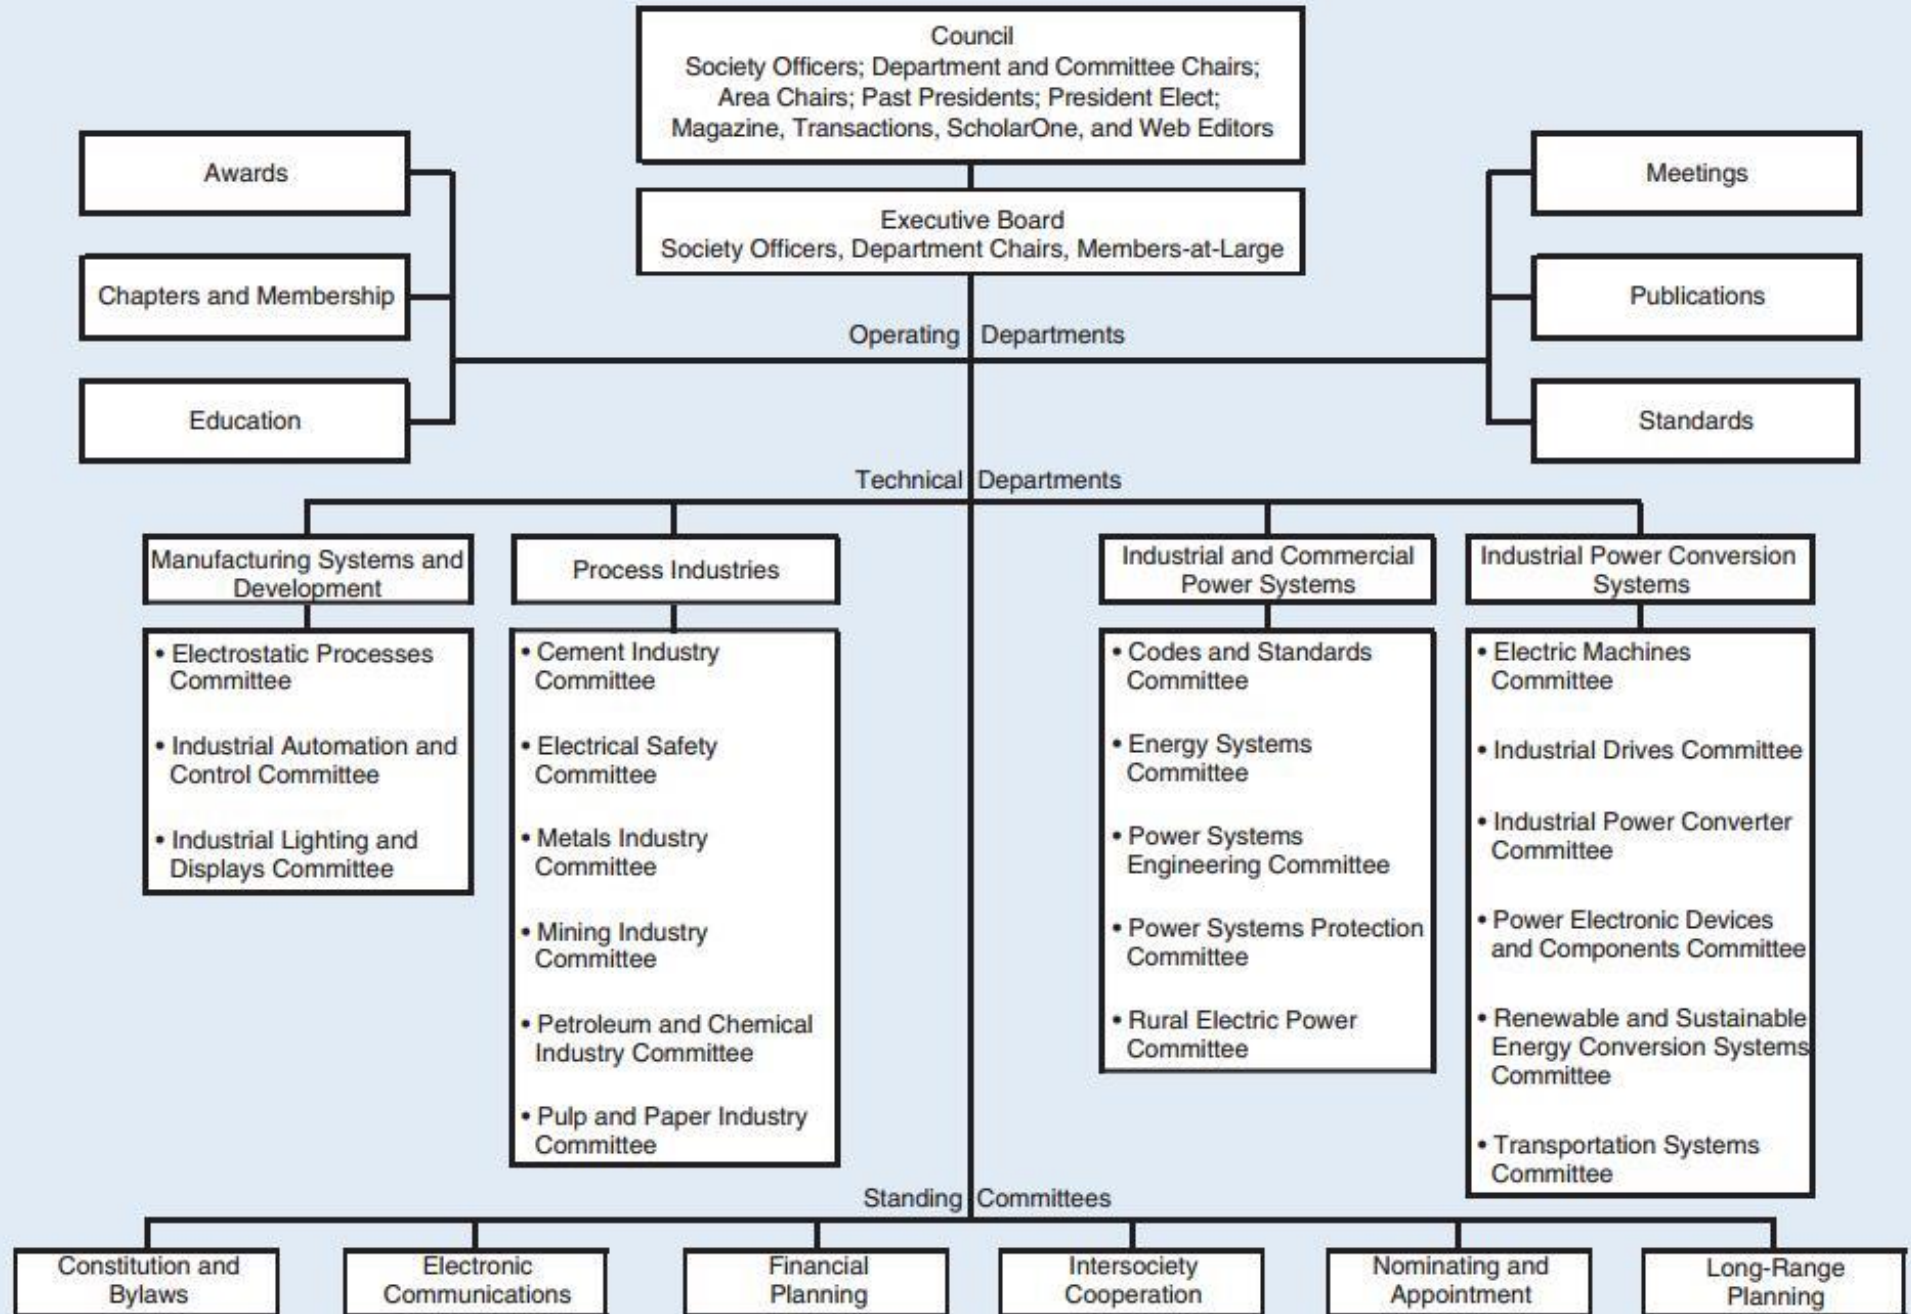 Council
Society Officers; Department and Committee Chairs;
Area Chairs; Past Presidents; President Elect;
Magazine, Transactions, ScholarOne, and Web Editors
Executive Board
Society Officers, Department Chairs, Members-at-Large
Operating Departments
Awards
Chapters and Membership
Education
Meetings
Publications
Standards
Technical Departments
Manufacturing Systems and
Development
• Electrostatic Processes
Committee
• Industrial Automation and
Control Committee
• Industrial Lighting and
Displays Committee
Process Industries
• Cement Industry
Committee
• Electrical Safety
Committee
• Metals Industry
Committee
• Mining Industry
Committee
• Petroleum and Chemical
Industry Committee
• Pulp and Paper Industry
Committee
Industrial and Commercial
Power Systems
• Codes and Standards
Committee
• Energy Systems
Committee
• Power Systems
Engineering Committee
• Power Systems Protection
Committee
• Rural Electric Power
Committee
Industrial Power Conversion
Systems
• Electric Machines
Committee
• Industrial Drives Committee
• Industrial Power Converter
Committee
• Power Electronic Devices
and Components Committee
• Renewable and Sustainable
Energy Conversion Systems
Committee
• Transportation Systems
Committee
Standing Committees
Constitution and
Bylaws
Electronic
Communications
Financial
Planning
Intersociety
Cooperation
Nominating and
Appointment
Long-Range
Planning